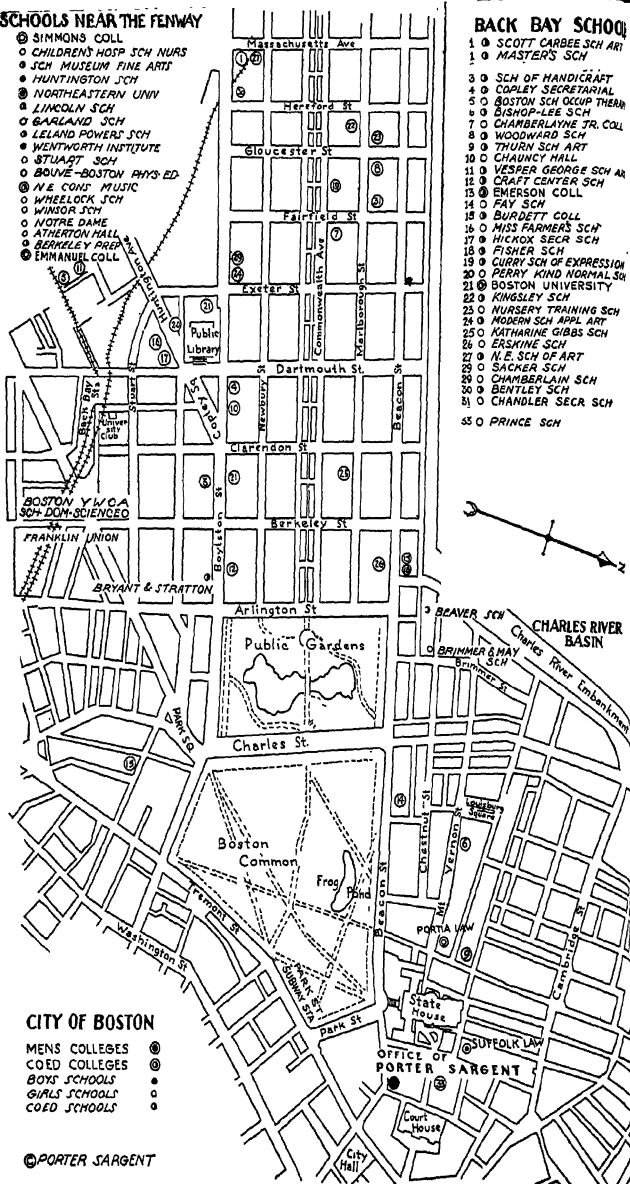 SCHOOLS NEAR THE FENWAY
SIMMONS COLL
CHILDREN'S HOSP SCH NURS
SCH MUSEUM FINE ARTS
HUNTINGTON SCH
NORTHEASTERN UNIV
LINCOLN SCH
GARLAND SCH
LELAND POWERS SCH
WENTWORTH INSTITUTE
STUART SCH
BOUVE-BOSTON PHYS ED
N.E. CONS MUSIC
WHEELOCK SCH
WINSOR SCH
NOTRE DAME
ATHERTON HALL
BERKELEY PREP
EMMANUEL COLL
BACK BAY SCHOOL
1 SCOTT CARBEE SCH ART
1 MASTER'S SCH
3 SCH OF HANDICRAFT
4 COPLEY SECRETARIAL
5 BOSTON SCH OCCUP THERAP
6 BISHOP-LEE SCH
7 CHAMBERLAYNE JR. COLL
8 WOODWARD SCH
9 THURN SCH ART
10 CHAUNCY HALL
11 VESPER GEORGE SCH AR
12 CRAFT CENTER SCH
13 EMERSON COLL
14 FAY SCH
15 BURDETT COLL
16 MISS FARMER'S SCH
17 HICKOX SECR SCH
18 FISHER SCH
19 CURRY SCH OF EXPRESSION
20 PERRY KIND NORMAL SCH
21 BOSTON UNIVERSITY
22 KINGSLEY SCH
23 NURSERY TRAINING SCH
24 MODERN SCH APPL ART
25 KATHARINE GIBBS SCH
26 ERSKINE SCH
27 N.E. SCH OF ART
29 SACKER SCH
29 CHAMBERLAIN SCH
30 BENTLEY SCH
31 CHANDLER SECR SCH
33 PRINCE SCH
Massachusetts Ave
Hereford St
Gloucester St
Fairfield St
Exeter St
Commonwealth Ave
Marlborough St
Huntington Ave
Public Library
Dartmouth St.
Stuart St
Copley Sq
Newbury St
Beacon St
Back Bay Sta
University Club
Clarendon St
BOSTON YWCA
SCH DOM-SCIENCE
Boylston St
Berkeley St
FRANKLIN UNION
BRYANT & STRATTON
Arlington St
BEAVER SCH
CHARLES RIVER BASIN
Charles River Embankment
N
Public Gardens
BRIMMER & MAY SCH
Brimmer St
PARK SQ
Charles St.
Boston Common
Frog Pond
Beacon St
Chestnut St
Mt Vernon St
Louisburg Square
PORTIA LAW
Cambridge St
Tremont St
Washington St
PARK ST SUBWAY STA
Park St
State House
SUFFOLK LAW
OFFICE OF
PORTER SARGENT
Court House
City Hall
CITY OF BOSTON
MENS COLLEGES
COED COLLEGES
BOYS SCHOOLS
GIRLS SCHOOLS
COED SCHOOLS
© PORTER SARGENT